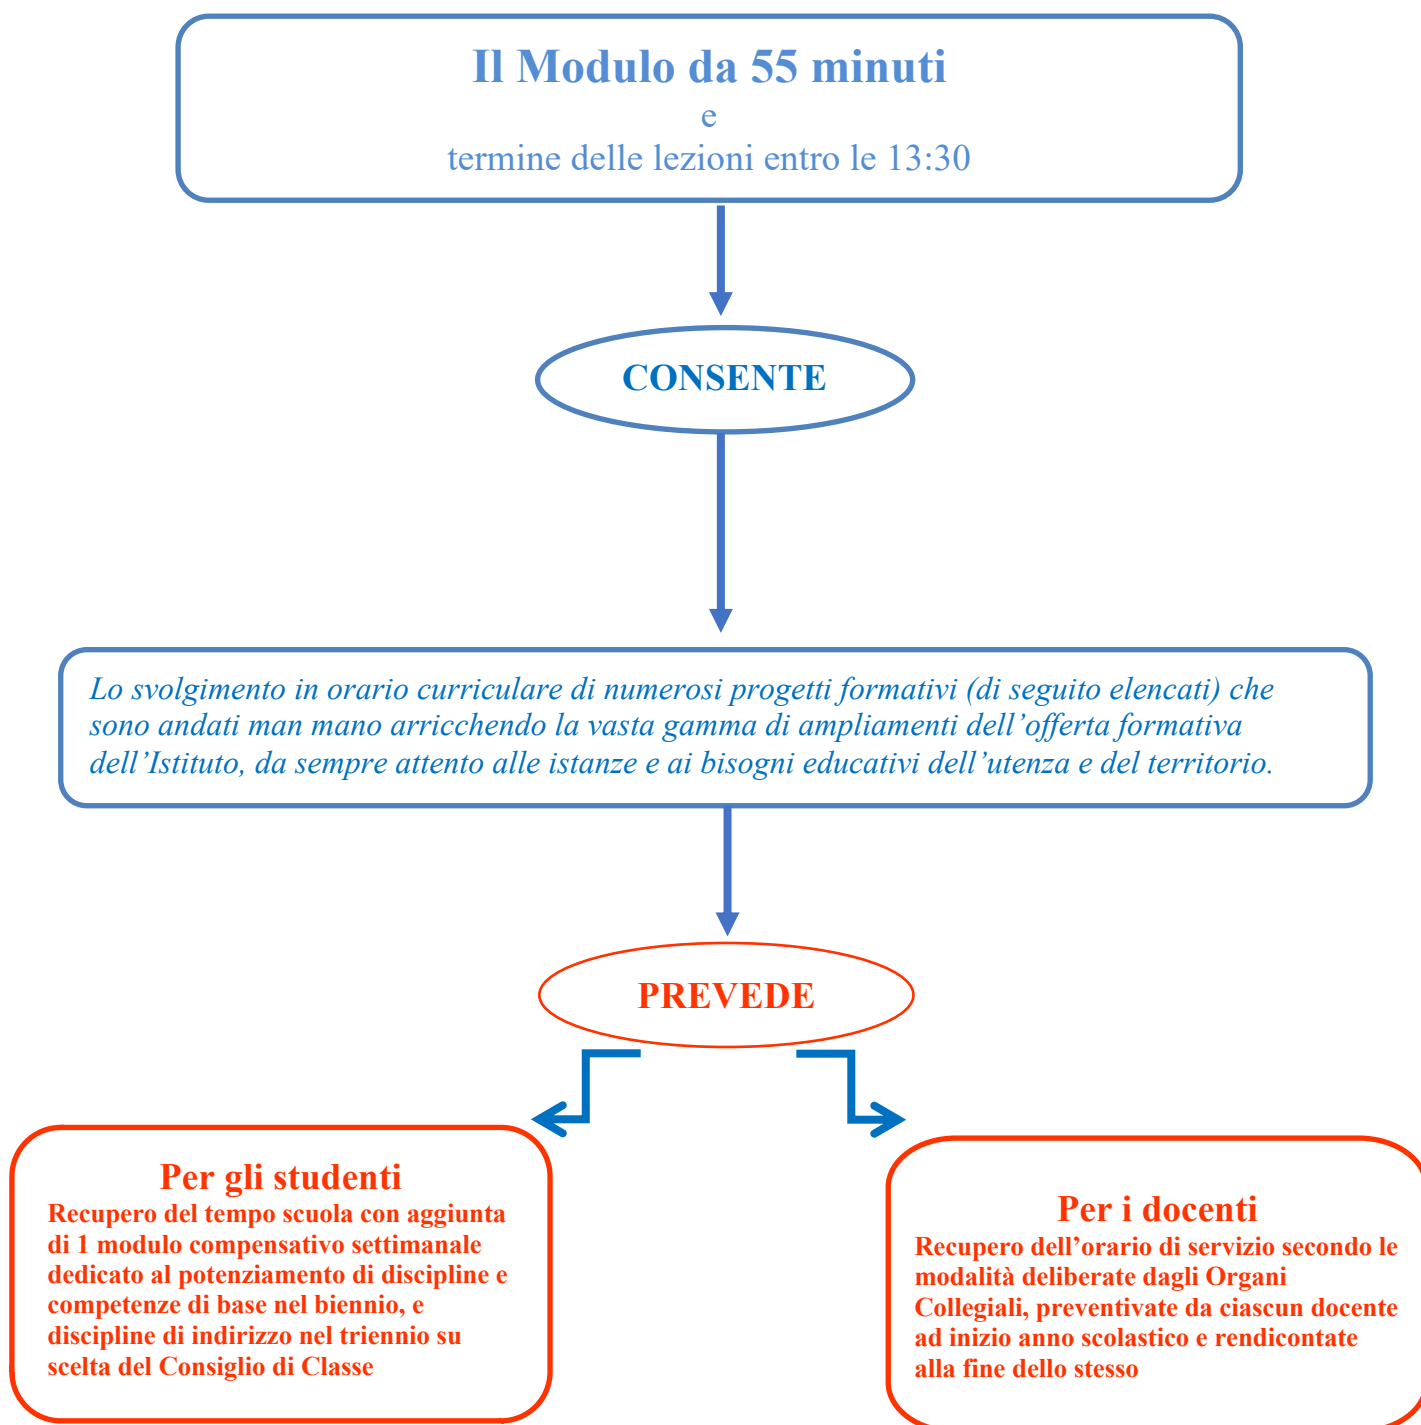 Il Modulo da 55 minuti
e
termine delle lezioni entro le 13:30
CONSENTE
Lo svolgimento in orario curriculare di numerosi progetti formativi (di seguito elencati) che
sono andati man mano arricchendo la vasta gamma di ampliamenti dell’offerta formativa
dell’Istituto, da sempre attento alle istanze e ai bisogni educativi dell’utenza e del territorio.
PREVEDE
Per gli studenti
Recupero del tempo scuola con aggiunta
di 1 modulo compensativo settimanale
dedicato al potenziamento di discipline e
competenze di base nel biennio, e
discipline di indirizzo nel triennio su
scelta del Consiglio di Classe
Per i docenti
Recupero dell’orario di servizio secondo le
modalità deliberate dagli Organi
Collegiali, preventivate da ciascun docente
ad inizio anno scolastico e rendicontate
alla fine dello stesso